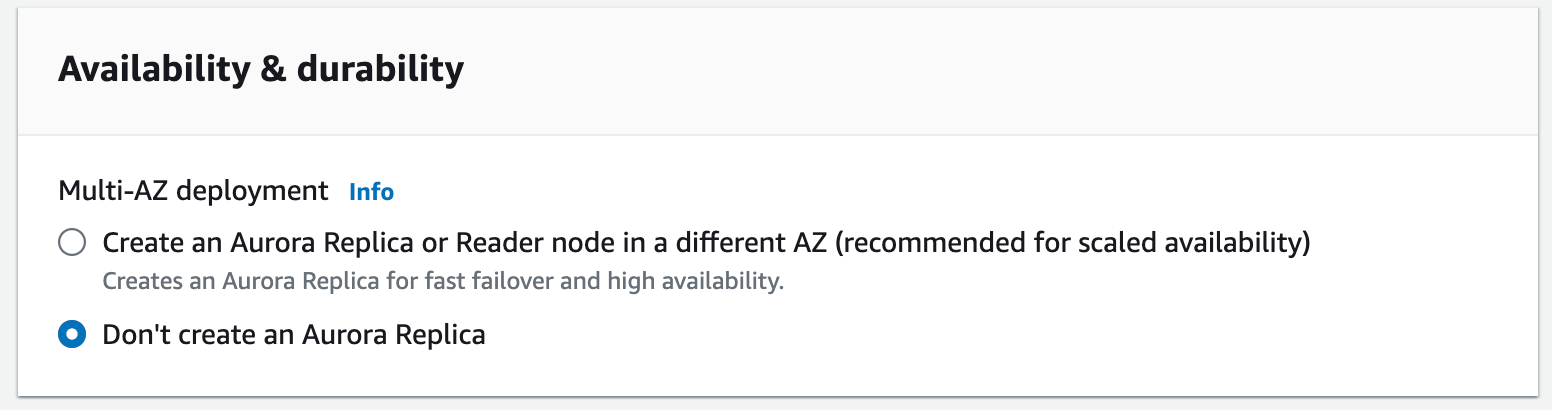 Availability & durability
Multi-AZ deployment Info
Create an Aurora Replica or Reader node in a different AZ (recommended for scaled availability)
Creates an Aurora Replica for fast failover and high availability.
Don't create an Aurora Replica